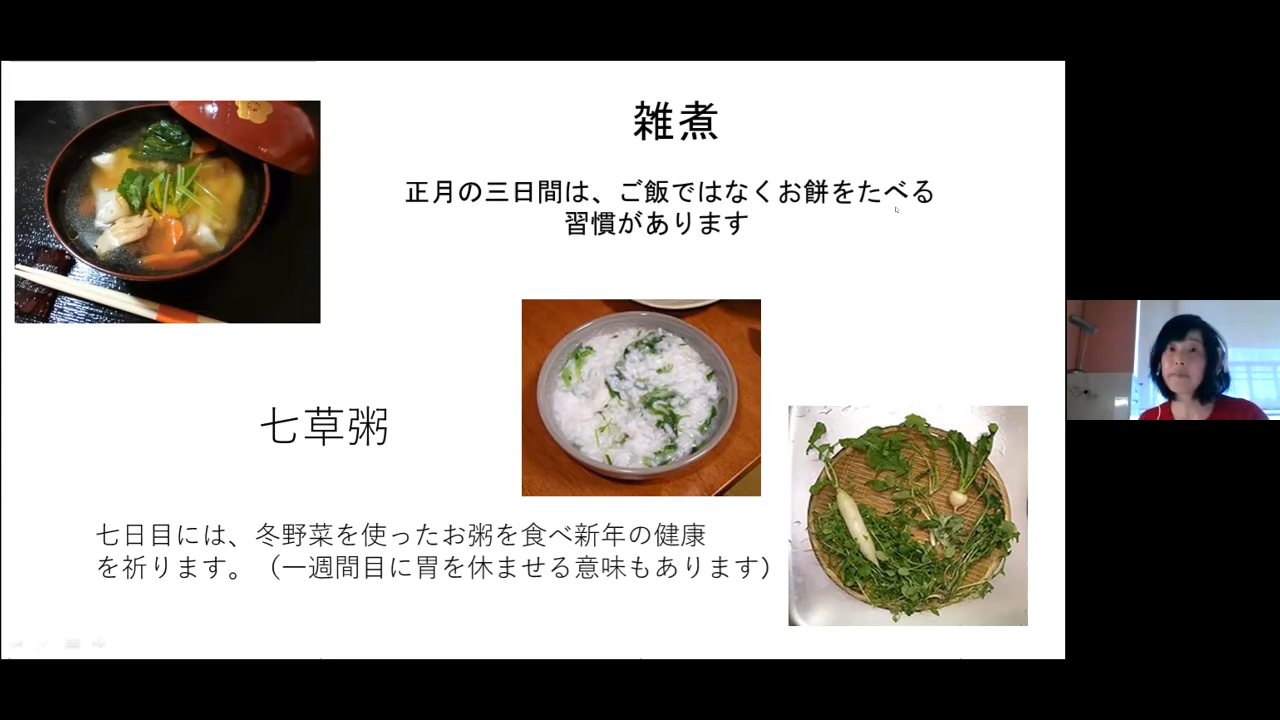 雑煮
正月の三日間は、ご飯ではなくお餅をたべる
習慣があります
七草粥
七日目には、冬野菜を使ったお粥を食べ新年の健康
を祈ります。（一週間目に胃を休ませる意味もあります）